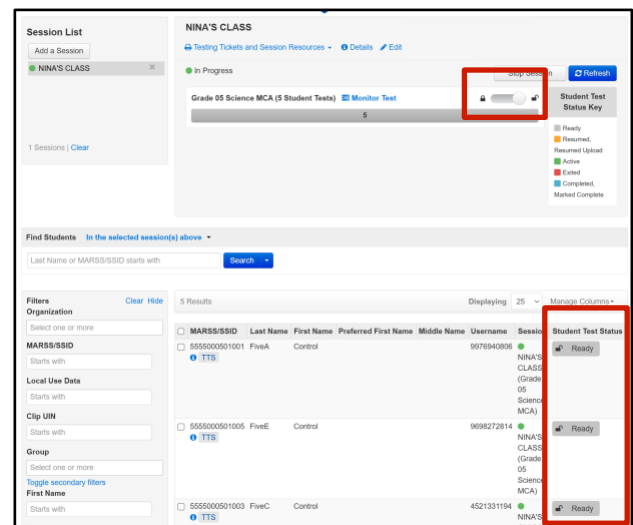 Session List
Add a Session
NINA'S CLASS
1 Sessions | Clear
NINA'S CLASS
Testing Tickets and Session Resources
Details
Edit
In Progress
Stop Session
Refresh
Grade 05 Science MCA (5 Student Tests) Monitor Test
5
Student Test
Status Key
Ready
Resumed,
Resumed Upload
Active
Exited
Completed,
Marked Complete
Find Students In the selected session(s) above
Last Name or MARSS/SSID starts with
Search
Filters Clear Hide
Organization
Select one or more
MARSS/SSID
Starts with
Local Use Data
Starts with
Clip UIN
Starts with
Group
Select one or more
Toggle secondary filters
First Name
Starts with
5 Results Displaying 25 Manage Columns
MARSS/SSID Last Name First Name Preferred First Name Middle Name Username Sessio Student Test Status
5555000501001 FiveA Control 9976940806 Ready
TTS
NINA'S
CLASS
(Grade
05
Science
MCA)
5555000501005 FiveE Control 9698272814 Ready
TTS
NINA'S
CLASS
(Grade
05
Science
MCA)
5555000501003 FiveC Control 4521331194 Ready
TTS
NINA'S